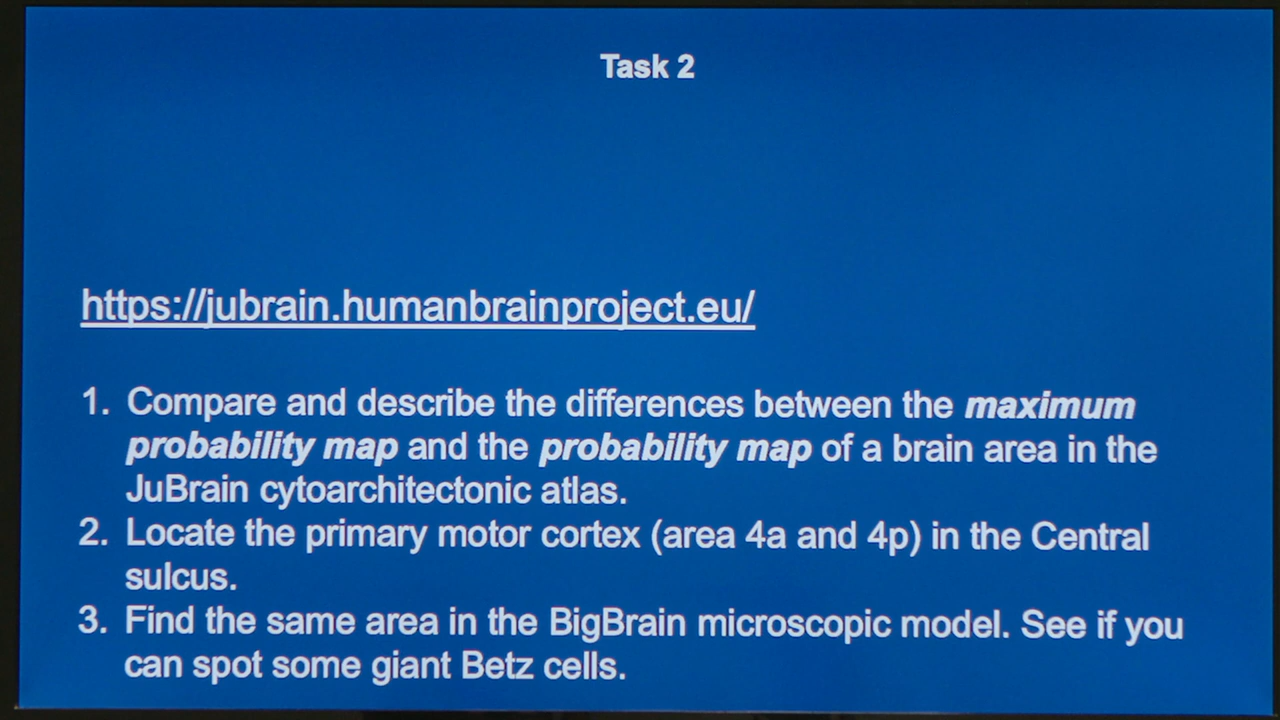 Task 2
https://jubrain.humanbrainproject.eu/
1. Compare and describe the differences between the maximum
probability map and the probability map of a brain area in the
JuBrain cytoarchitectonic atlas.
2. Locate the primary motor cortex (area 4a and 4p) in the Central
sulcus.
3. Find the same area in the BigBrain microscopic model. See if you
can spot some giant Betz cells.